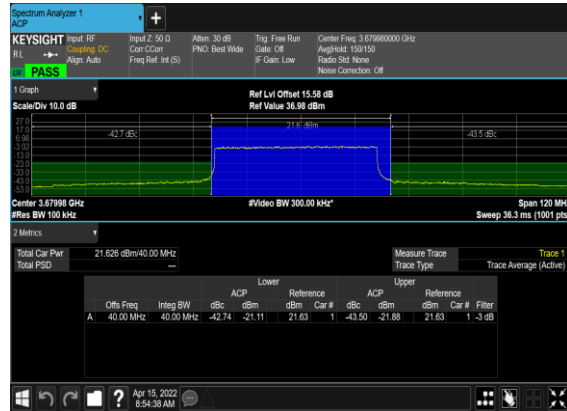 Spectrum Analyzer 1
ACP
+
KEYSIGHT Input: RF Input Z: 50 Ω Atten: 30 dB Trig: Free Run Center Freq: 3.679980000 GHz
RL Coupling: DC Corr CCorr PNO: Best Wide Gate: Off Avg|Hold: 150/150
Align: Auto Freq Ref: Int (S) IF Gain: Low Radio Std: None
PASS Noise Correction: Off
1 Graph Ref Lvl Offset 15.58 dB
Scale/Div 10.0 dB Ref Value 36.98 dBm
27.0
17.0 -42.7 dBc 21.6 dBm -43.5 dBc
6.98
-3.02
-13.0
-23.0
-33.0
-43.0
-53.0
Center 3.67998 GHz #Video BW 300.00 kHz* Span 120 MH
#Res BW 100 kHz Sweep 36.3 ms (1001 pts
2 Metrics
Total Car Pwr 21.626 dBm/40.00 MHz Measure Trace Trace 1
Total PSD --- Trace Type Trace Average (Active)
Lower Upper
ACP Reference ACP Reference
Offs Freq Integ BW dBc dBm dBm Car # dBc dBm dBm Car # Filter
A 40.00 MHz 40.00 MHz -42.74 -21.11 21.63 1 -43.50 -21.88 21.63 1 -3 dB
? Apr 15, 2022
8:54:38 AM